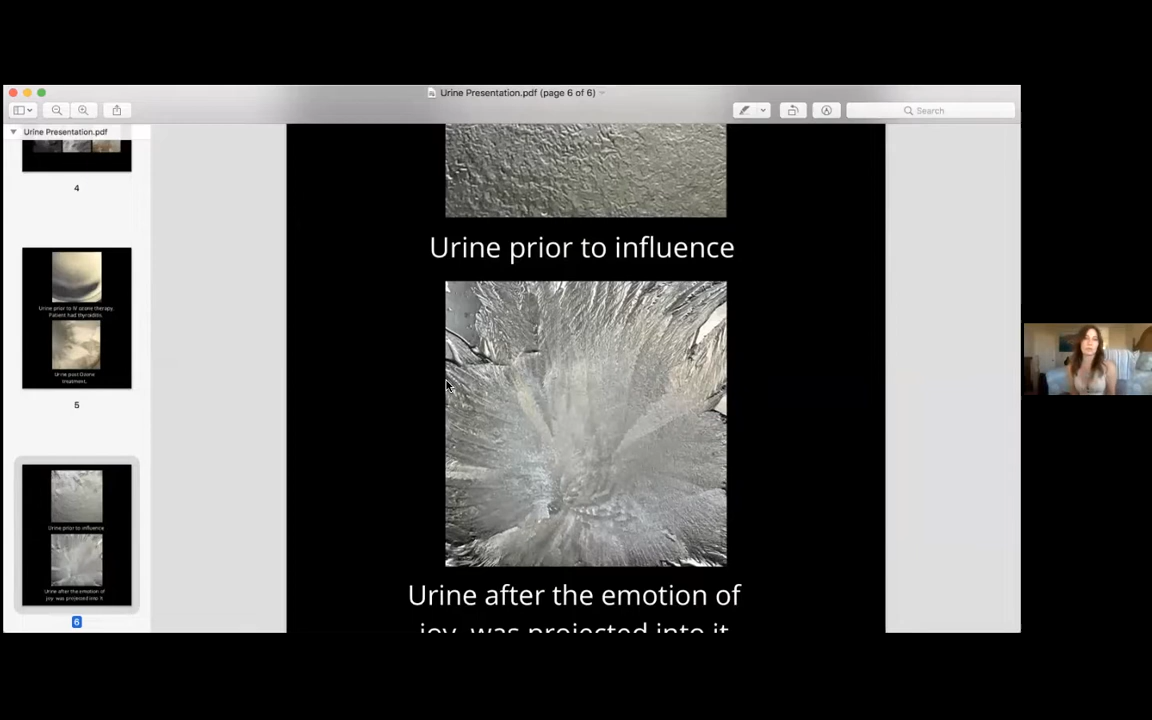 Urine Presentation.pdf (page 6 of 6)
Search
Urine Presentation.pdf
4
Urine prior to IV ozone therapy.
Patient had thyroiditis
Urine post Ozone
treatment.
5
Urine prior to influence
Urine after the emotion of
joy was projected into it
6
Urine prior to influence
Urine after the emotion of
joy was projected into it